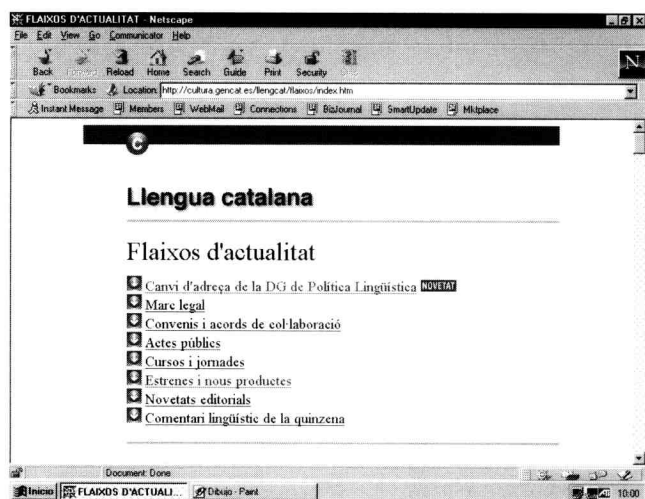 FLAIXOS D'ACTUALITAT - Netscape
File Edit View Go Communicator Help
Back Forward Reload Home Search Guide Print Security
N
Bookmarks Location: http://cultura.gencat.es/llengcat/flaixos/index.htm
Instant Message Members WebMail Connections BizJournal SmartUpdate Mktplace
C
Llengua catalana
Flaixos d'actualitat
Canvi d'adreça de la DG de Política Lingüística NOVETAT
Marc legal
Convenis i acords de col·laboració
Actes públics
Cursos i jornades
Estrenes i nous productes
Novetats editorials
Comentari lingüístic de la quinzena
Document: Done
Inicio FLAIXOS D'ACTUALI... Dibujo - Paint 10:00